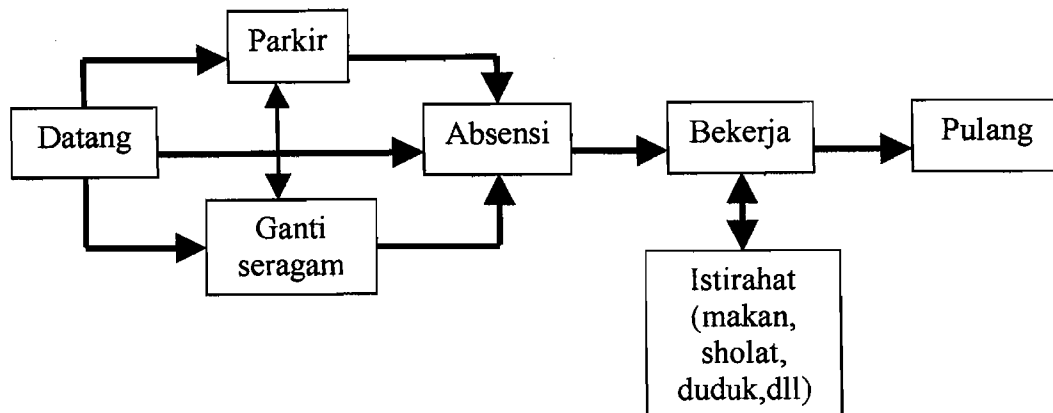 Parkir
Datang
Absensi
Bekerja
Pulang
Ganti
seragam
Istirahat
(makan,
sholat,
duduk,dll)